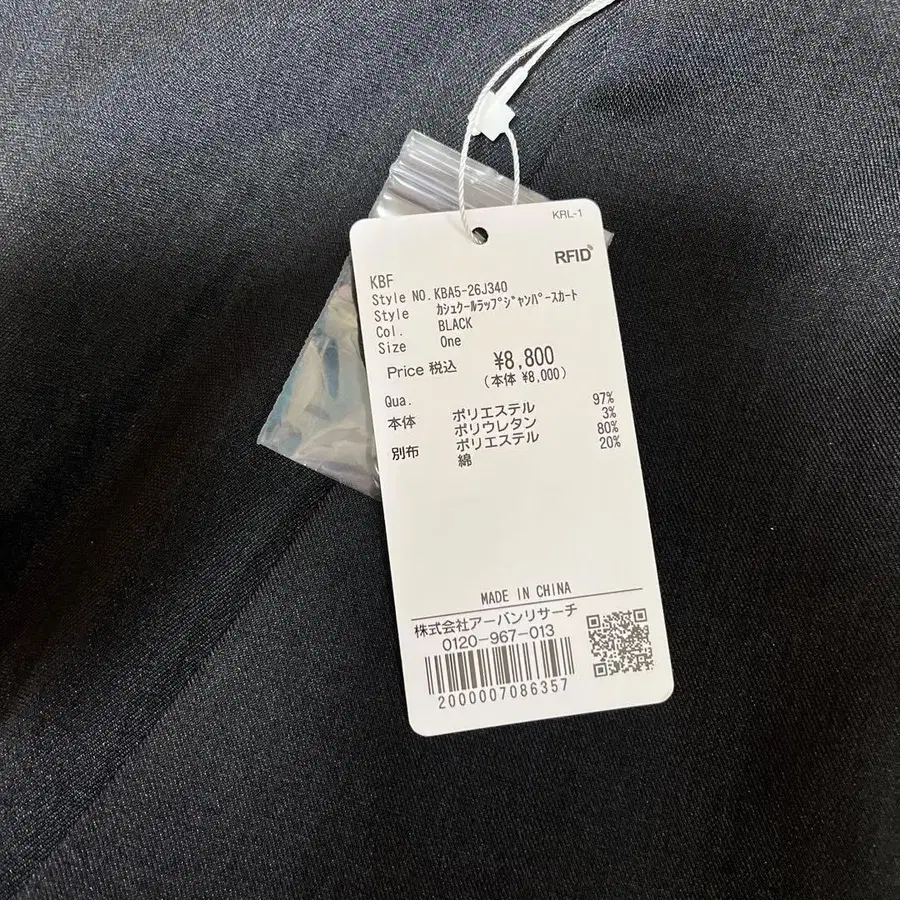 KRL-1
RFID
KBF
Style NO. KBA5-26J340
Style カシュクールラップジャンパースカート
Col. BLACK
Size One
Price 税込 ¥8,800
(本体 ¥8,000)
Qua.
本体 ポリエステル 97%
ポリウレタン 3%
別布 ポリエステル 80%
綿 20%
MADE IN CHINA
株式会社アーバンリサーチ
0120-967-013
2000007086357